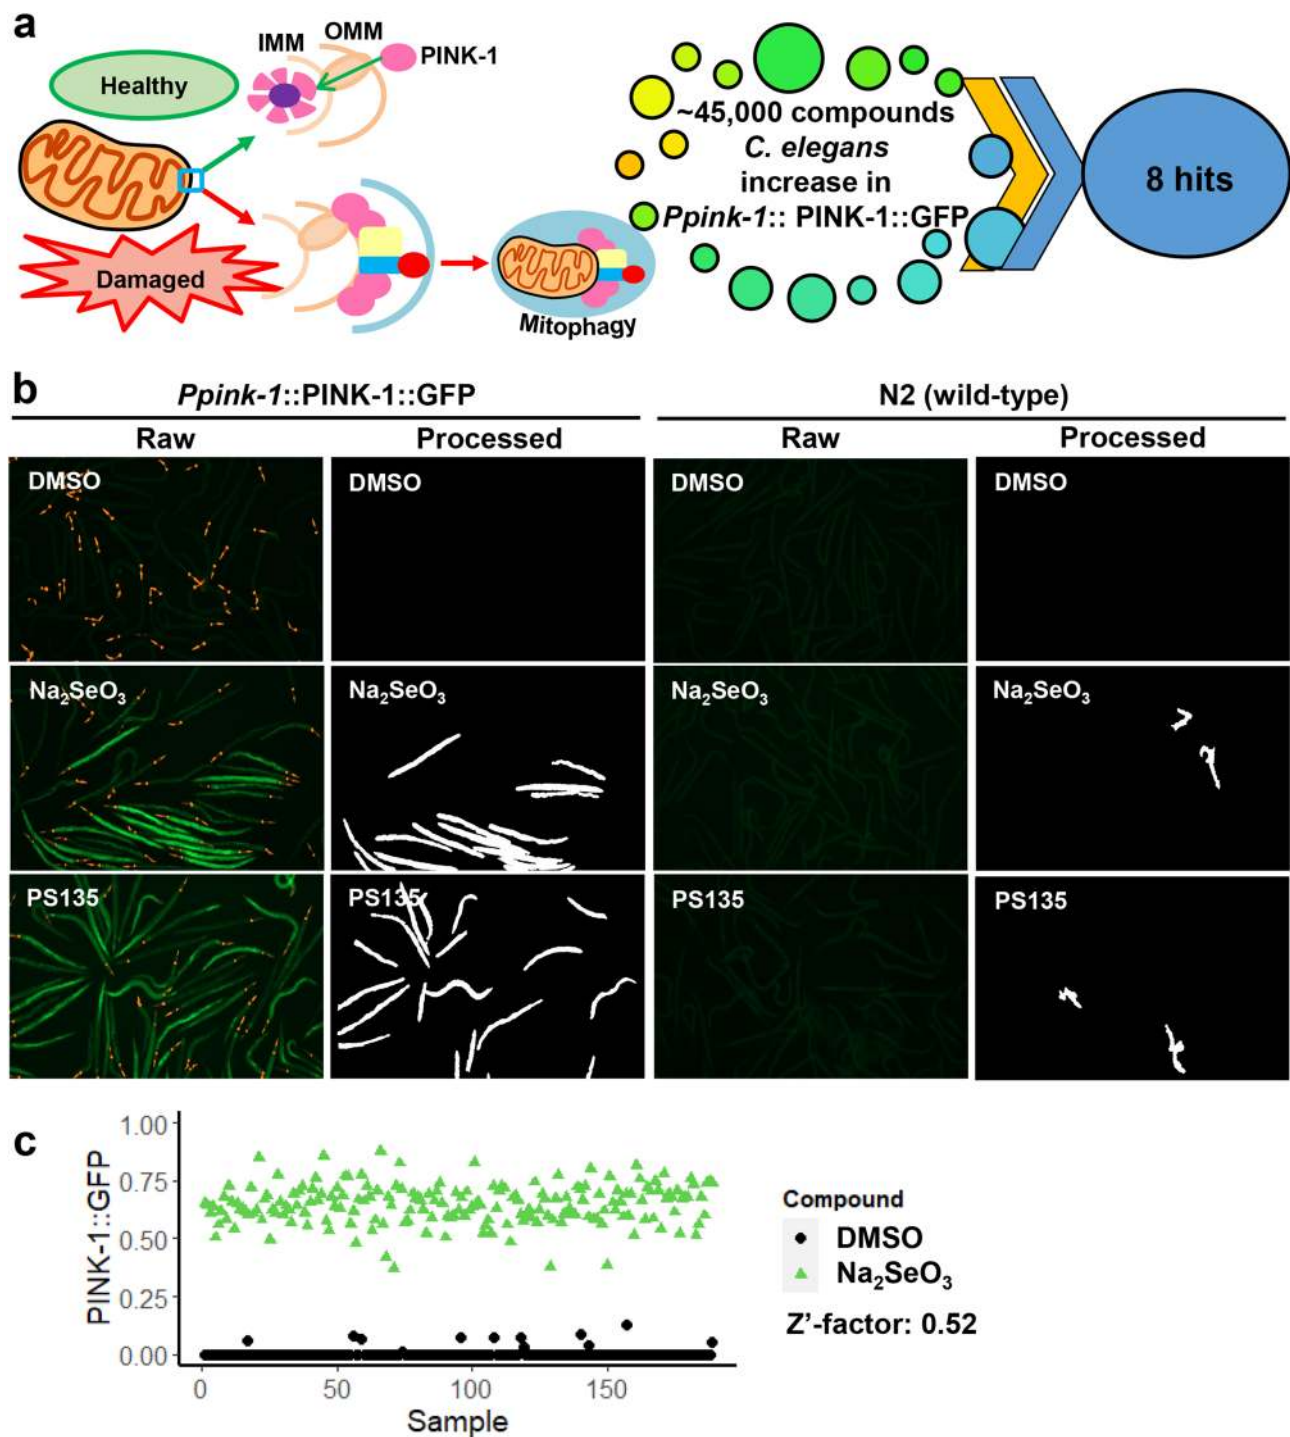 a
IMM
OMM
PINK-1
Healthy
Damaged
Mitophagy
~45,000 compounds
C. elegans
increase in
Ppink-1:: PINK-1::GFP
8 hits
b
Ppink-1::PINK-1::GFP
N2 (wild-type)
Raw
Processed
Raw
Processed
DMSO
DMSO
DMSO
DMSO
Na₂SeO₃
Na₂SeO₃
Na₂SeO₃
Na₂SeO₃
PS135
PS135
PS135
PS135
c
PINK-1::GFP
1.00
0.75
0.50
0.25
0.00
0
50
100
150
Sample
Compound
DMSO
Na₂SeO₃
Z'-factor: 0.52